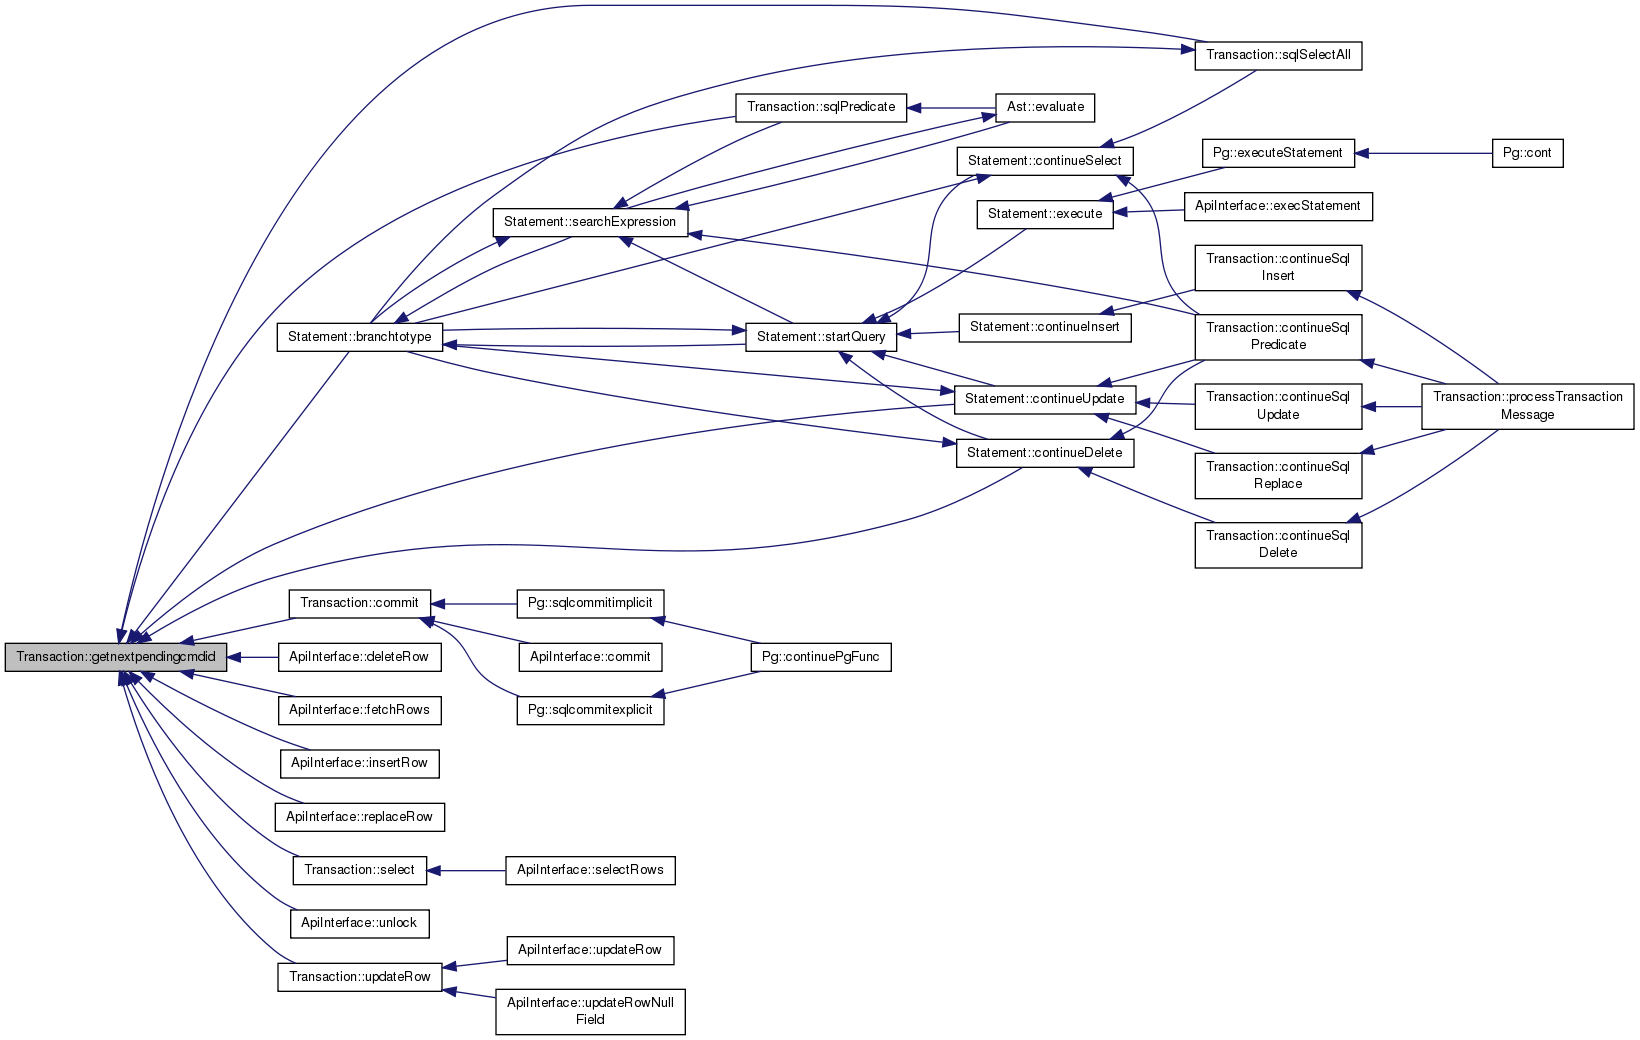 Transaction::sqlSelectAll
Transaction::sqlPredicate
Ast::evaluate
Pg::executeStatement
Pg::cont
Statement::continueSelect
ApiInterface::execStatement
Statement::execute
Statement::searchExpression
Transaction::continueSql
Insert
Statement::continueInsert
Transaction::continueSql
Predicate
Statement::branchtotype
Statement::startQuery
Statement::continueUpdate
Transaction::continueSql
Update
Transaction::processTransaction
Message
Statement::continueDelete
Transaction::continueSql
Replace
Transaction::continueSql
Delete
Transaction::commit
Pg::sqlcommitimplicit
Transaction::getnextpendingcmdid
ApiInterface::deleteRow
ApiInterface::commit
Pg::continuePgFunc
ApiInterface::fetchRows
Pg::sqlcommitexplicit
ApiInterface::insertRow
ApiInterface::replaceRow
Transaction::select
ApiInterface::selectRows
ApiInterface::unlock
ApiInterface::updateRow
Transaction::updateRow
ApiInterface::updateRowNull
Field